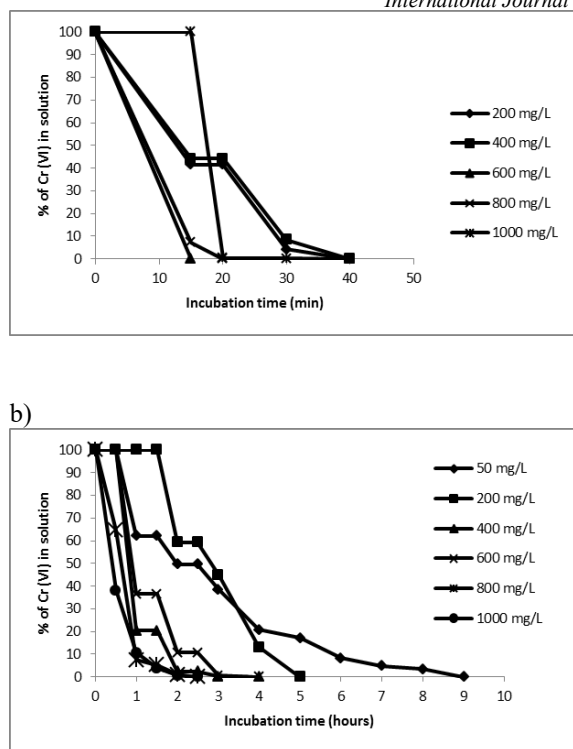 International Journal
100
90
80
70
60
50
40
30
20
10
0
% of Cr (VI) in solution
0 10 20 30 40 50
Incubation time (min)
200 mg/L
400 mg/L
600 mg/L
800 mg/L
1000 mg/L
b)
100
90
80
70
60
50
40
30
20
10
0
% of Cr (VI) in solution
0 1 2 3 4 5 6 7 8 9 10
Incubation time (hours)
50 mg/L
200 mg/L
400 mg/L
600 mg/L
800 mg/L
1000 mg/L